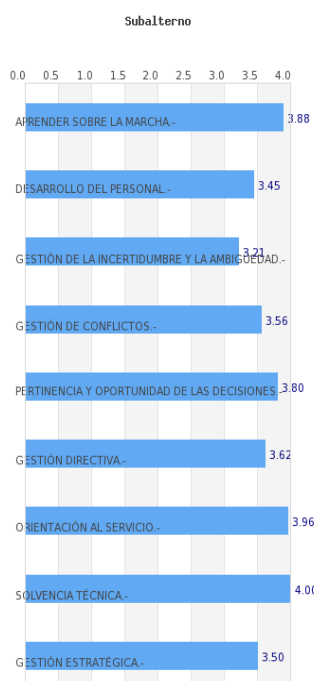 Subalterno
0.0 0.5 1.0 1.5 2.0 2.5 3.0 3.5 4.0
APRENDER SOBRE LA MARCHA.- 3.88
DESARROLLO DEL PERSONAL.- 3.45
GESTIÓN DE LA INCERTIDUMBRE Y LA AMBIGUEDAD.- 3.21
GESTIÓN DE CONFLICTOS.- 3.56
PERTINENCIA Y OPORTUNIDAD DE LAS DECISIONES.- 3.80
GESTIÓN DIRECTIVA.- 3.62
ORIENTACIÓN AL SERVICIO.- 3.96
SOLVENCIA TÉCNICA.- 4.00
GESTIÓN ESTRATÉGICA.- 3.50